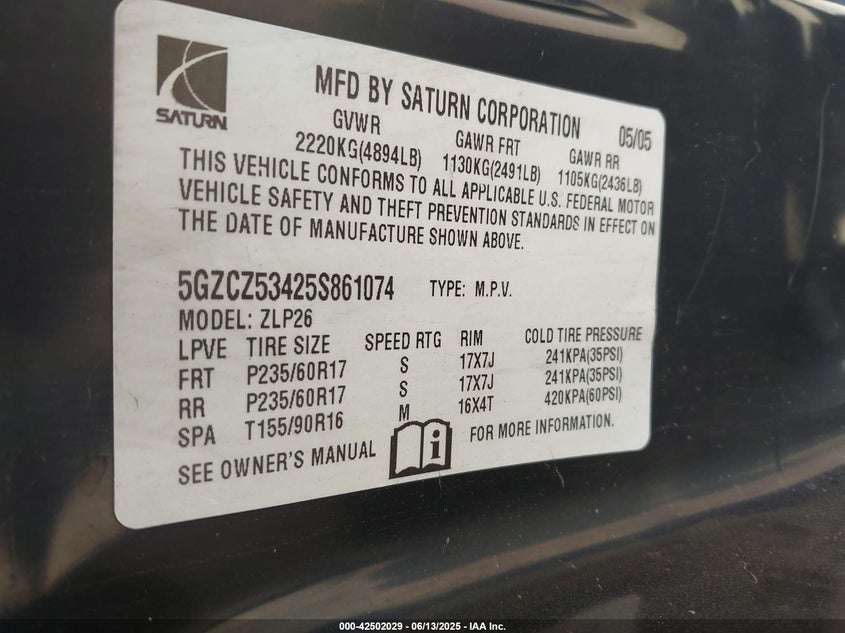 SATURN
MFD BY SATURN CORPORATION 05/05
GVWR GAWR FRT GAWR RR
2220KG(4894LB) 1130KG(2491LB) 1105KG(2436LB)
THIS VEHICLE CONFORMS TO ALL APPLICABLE U.S. FEDERAL MOTOR
VEHICLE SAFETY AND THEFT PREVENTION STANDARDS IN EFFECT ON
THE DATE OF MANUFACTURE SHOWN ABOVE.
5GZCZ53425S861074 TYPE: M.P.V.
MODEL: ZLP26
LPVE TIRE SIZE SPEED RTG RIM COLD TIRE PRESSURE
FRT P235/60R17 S 17X7J 241KPA(35PSI)
RR P235/60R17 S 17X7J 241KPA(35PSI)
SPA T155/90R16 M 16X4T 420KPA(60PSI)
SEE OWNER'S MANUAL i FOR MORE INFORMATION.
000-42502029 - 06/13/2025 - IAA Inc.